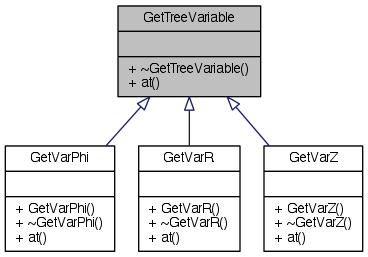 GetTreeVariable
+ ~GetTreeVariable()
+ at()
GetVarPhi
+ GetVarPhi()
+ ~GetVarPhi()
+ at()
GetVarR
+ GetVarR()
+ ~GetVarR()
+ at()
GetVarZ
+ GetVarZ()
+ ~GetVarZ()
+ at()